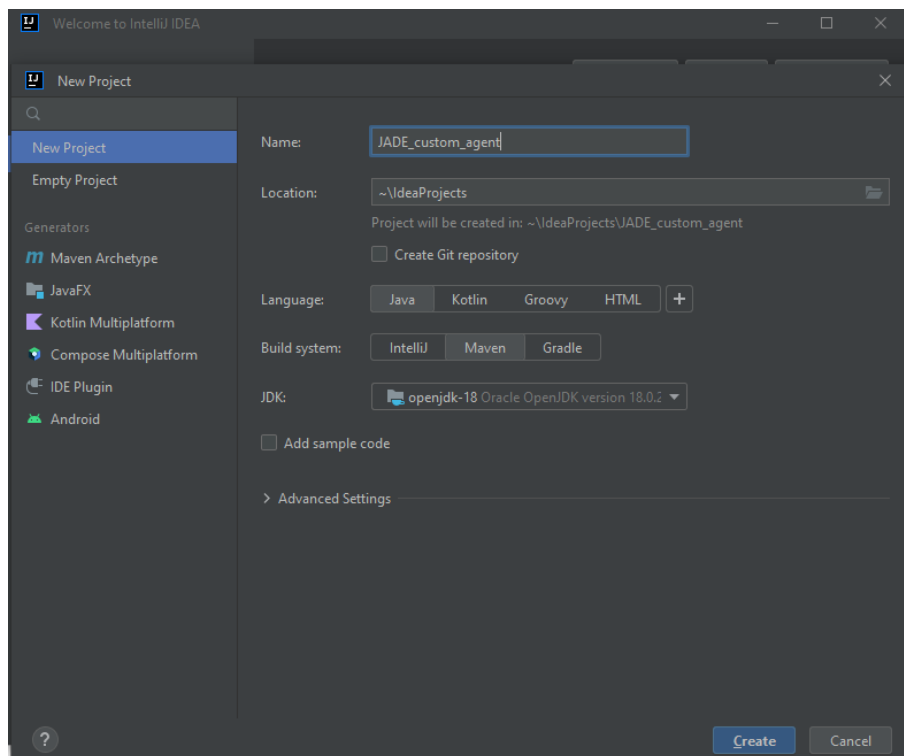 Welcome to IntelliJ IDEA
New Project
New Project
Empty Project
Generators
Maven Archetype
JavaFX
Kotlin Multiplatform
Compose Multiplatform
IDE Plugin
Android
Name: JADE_custom_agent
Location: ~\IdeaProjects
Project will be created in: ~\IdeaProjects\JADE_custom_agent
Create Git repository
Language: Java Kotlin Groovy HTML +
Build system: IntelliJ Maven Gradle
JDK: openjdk-18 Oracle OpenJDK version 18.0.2
Add sample code
Advanced Settings
? Create Cancel